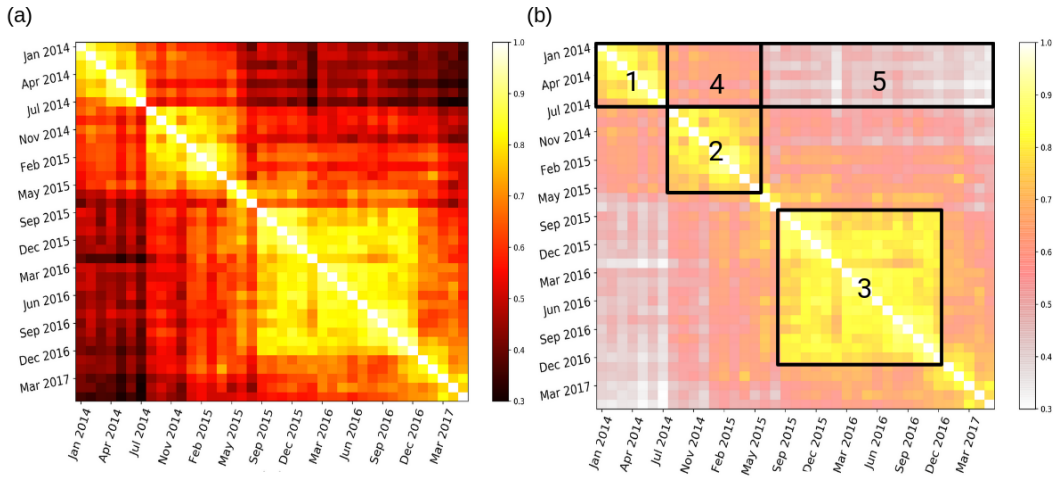 (a)
Jan 2014
Apr 2014
Jul 2014
Nov 2014
Feb 2015
May 2015
Sep 2015
Dec 2015
Mar 2016
Jun 2016
Sep 2016
Dec 2016
Mar 2017
Jan 2014
Apr 2014
Jul 2014
Nov 2014
Feb 2015
May 2015
Sep 2015
Dec 2015
Mar 2016
Jun 2016
Sep 2016
Dec 2016
Mar 2017
1.0
0.9
0.8
0.7
0.6
0.5
0.4
0.3
(b)
Jan 2014
Apr 2014
Jul 2014
Nov 2014
Feb 2015
May 2015
Sep 2015
Dec 2015
Mar 2016
Jun 2016
Sep 2016
Dec 2016
Mar 2017
1
4
5
2
3
Jan 2014
Apr 2014
Jul 2014
Nov 2014
Feb 2015
May 2015
Sep 2015
Dec 2015
Mar 2016
Jun 2016
Sep 2016
Dec 2016
Mar 2017
1.0
0.9
0.8
0.7
0.6
0.5
0.4
0.3